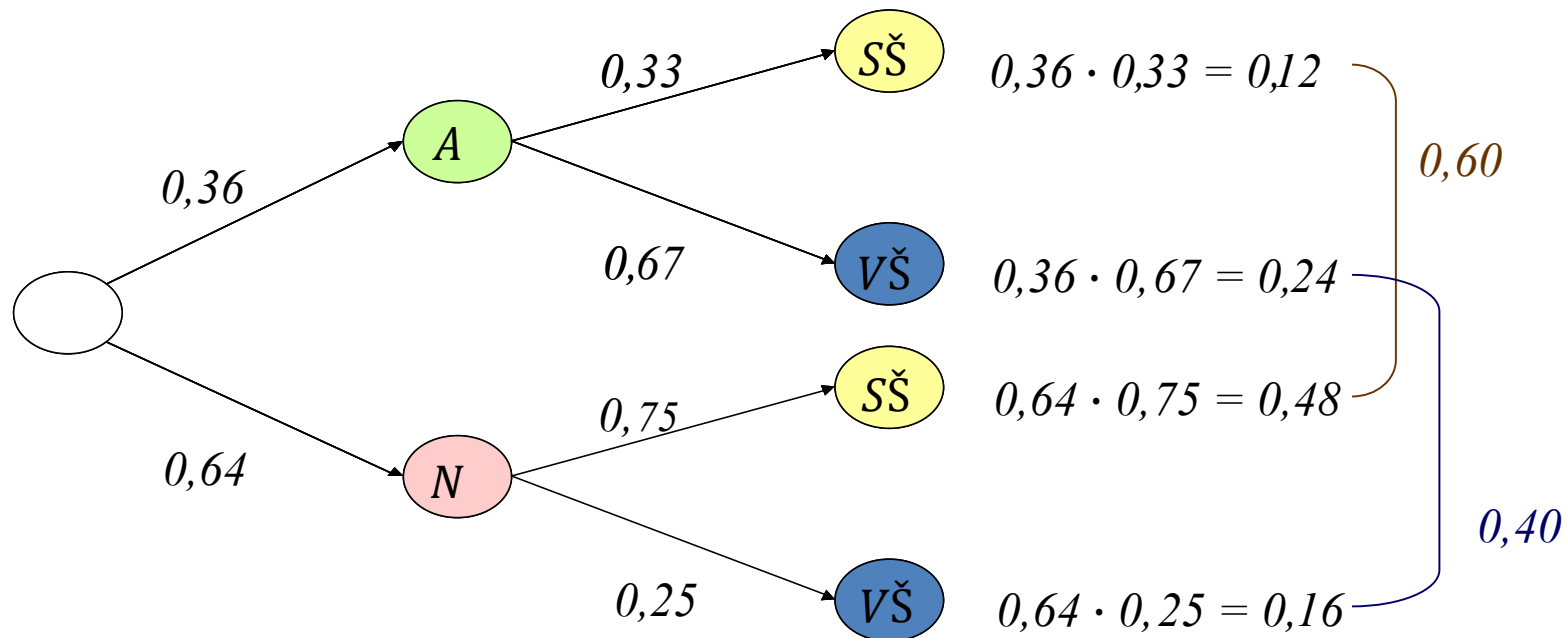 SŠ
0,33
0,36 · 0,33 = 0,12
A
0,60
0,36
0,67
VŠ
0,36 · 0,67 = 0,24
SŠ
0,64 · 0,75 = 0,48
0,75
0,64
N
0,40
0,25
VŠ
0,64 · 0,25 = 0,16